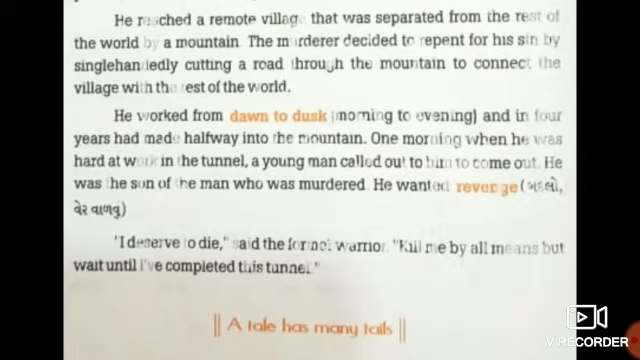 He reached a remote village that was separated from the rest of
the world by a mountain. The murderer decided to repent for his sin by
singlehandedly cutting a road through the mountain to connect the
village with the rest of the world.
He worked from dawn to dusk (morning to evening) and in four
years had made halfway into the mountain. One morning when he was
hard at work in the tunnel, a young man called out to him to come out. He
was the son of the man who was murdered. He wanted revenge (બદલો,
વેર વાળવું)
"I deserve to die," said the former warrior. "Kill me by all means but
wait until I've completed this tunnel."
|| A tale has many tails ||
V RECORDER